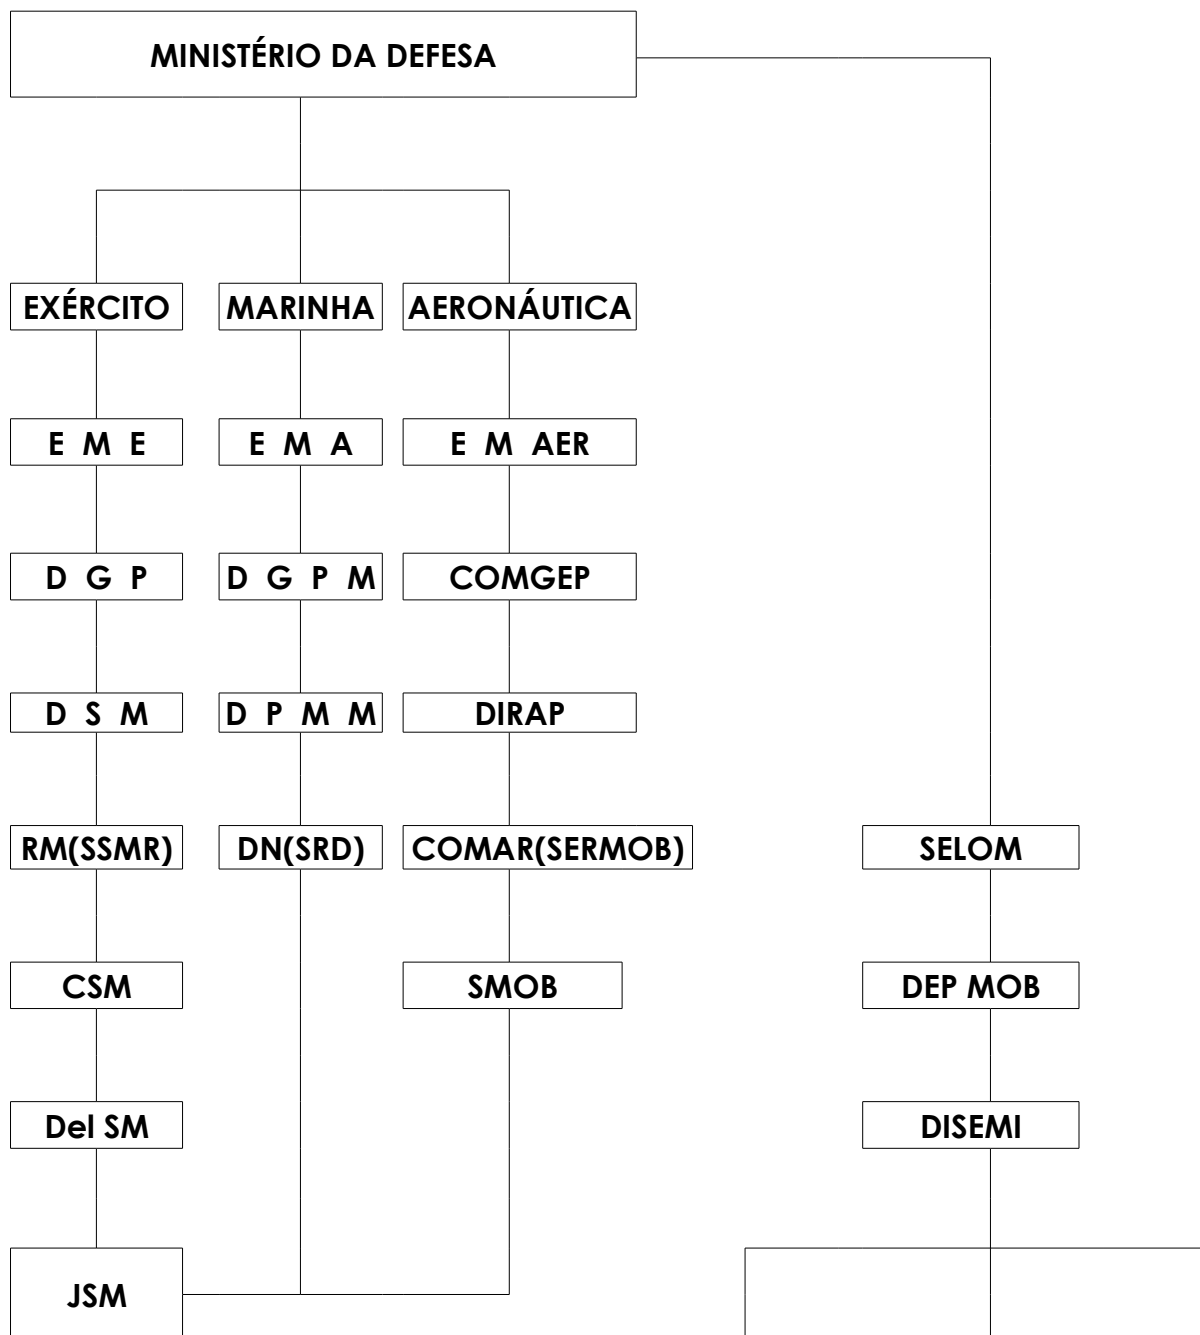 MINISTÉRIO DA DEFESA
EXÉRCITO
MARINHA
AERONÁUTICA
E M E
E M A
E M AER
D G P
D G P M
COMGEP
D S M
D P M M
DIRAP
RM(SSMR)
DN(SRD)
COMAR(SERMOB)
SELOM
CSM
SMOB
DEP MOB
Del SM
DISEMI
JSM